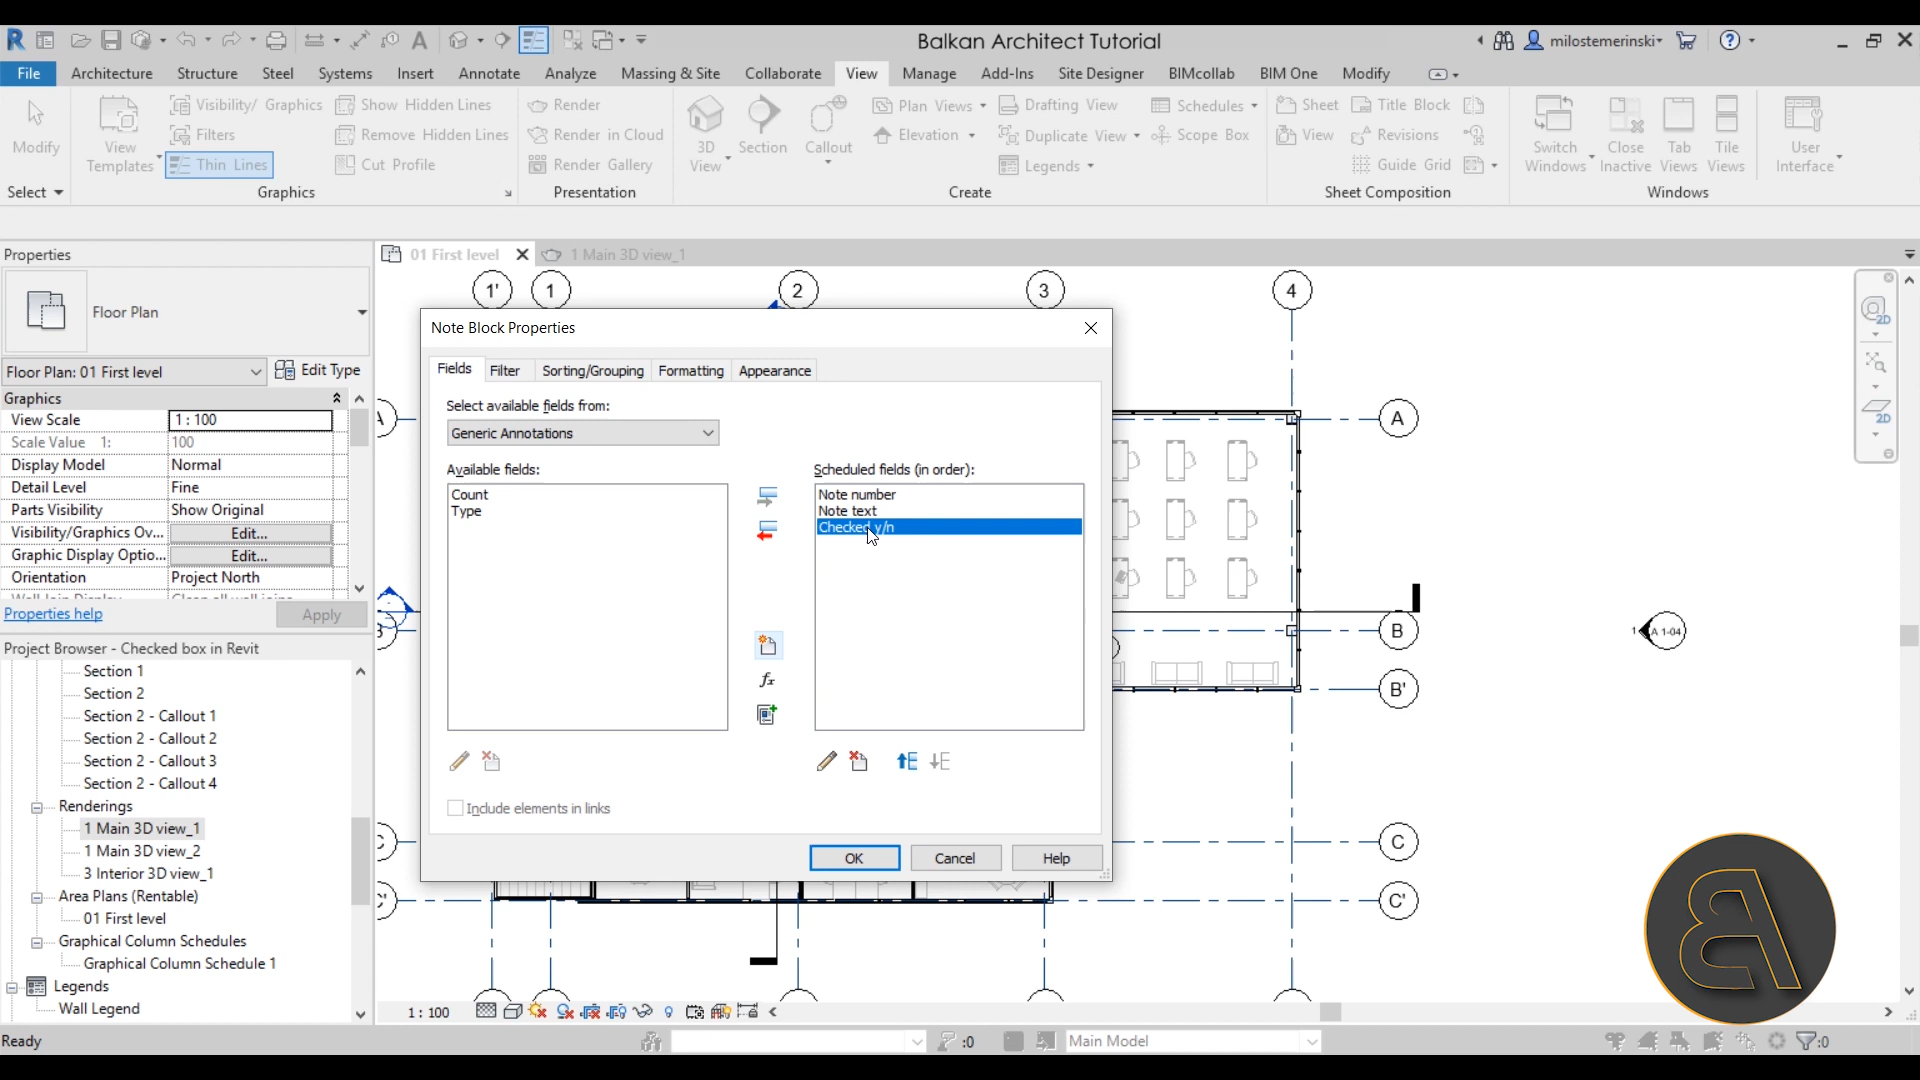 Balkan Architect Tutorial
milostemerinski
File Architecture Structure Steel Systems Insert Annotate Analyze Massing & Site Collaborate View Manage Add-Ins Site Designer BIMcollab BIM One Modify
Modify
Select
View Templates
Visibility/ Graphics
Filters
Thin Lines
Show Hidden Lines
Remove Hidden Lines
Cut Profile
Graphics
Render
Render in Cloud
Render Gallery
Presentation
3D View
Section
Callout
Plan Views
Elevation
Drafting View
Duplicate View
Legends
Schedules
Scope Box
Create
Sheet
View
Title Block
Revisions
Guide Grid
Sheet Composition
Switch Windows
Close Inactive
Tab Views
Tile Views
Windows
User Interface
Properties
Floor Plan
Floor Plan: 01 First level
Edit Type
Graphics
View Scale 1 : 100
Scale Value 1: 100
Display Model Normal
Detail Level Fine
Parts Visibility Show Original
Visibility/Graphics Ov... Edit...
Graphic Display Optio... Edit...
Orientation Project North
Properties help
Apply
Project Browser - Checked box in Revit
Section 1
Section 2
Section 2 - Callout 1
Section 2 - Callout 2
Section 2 - Callout 3
Section 2 - Callout 4
Renderings
1 Main 3D view_1
1 Main 3D view_2
3 Interior 3D view_1
Area Plans (Rentable)
01 First level
Graphical Column Schedules
Graphical Column Schedule 1
Legends
Wall Legend
01 First level
1 Main 3D view_1
1' 1 2 3 4
Note Block Properties
Fields Filter Sorting/Grouping Formatting Appearance
Select available fields from:
Generic Annotations
Available fields:
Count
Type
Scheduled fields (in order):
Note number
Note text
Checked y/n
fx
Include elements in links
OK Cancel Help
A
B
B'
C
C'
1 A 1-04
2D
2D
1 : 100
Ready
:0
Main Model
:0